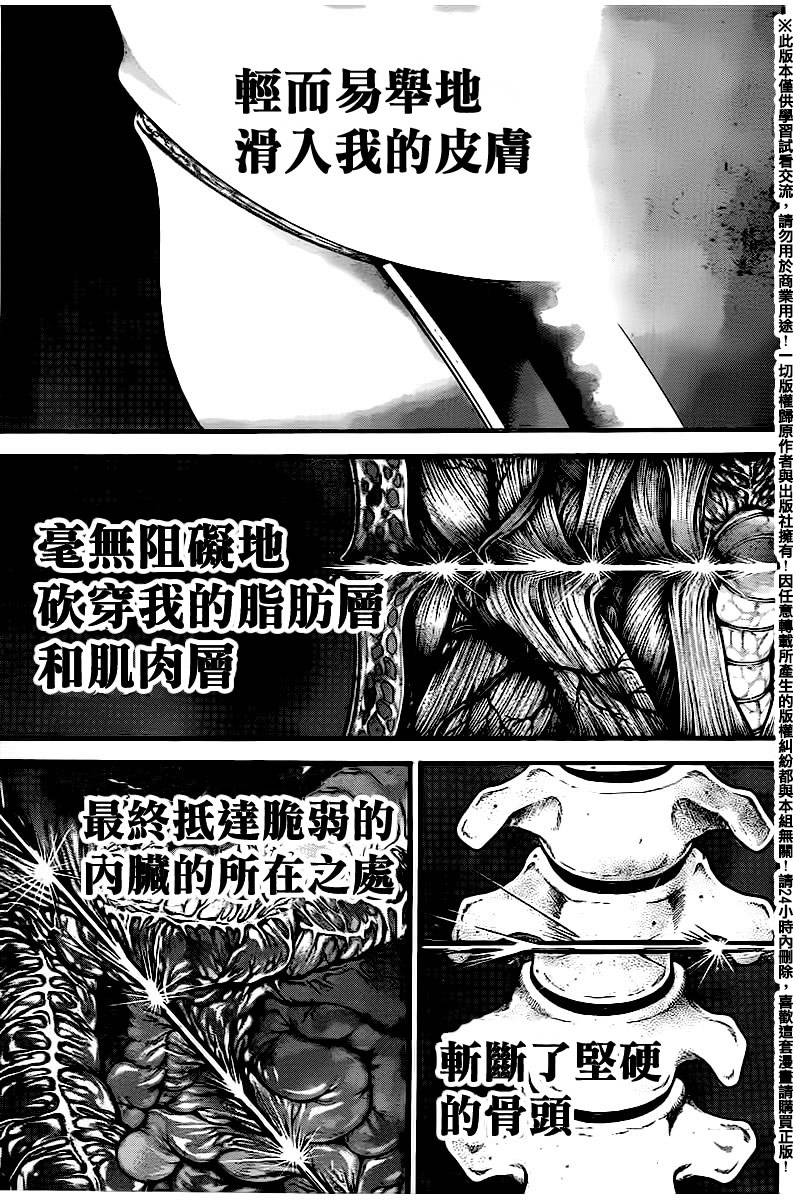 輕而易舉地
滑入我的皮膚
毫無阻礙地
砍穿我的脂肪層
和肌肉層
斬斷了堅硬
的骨頭
最終抵達脆弱的
內臟的所在之處
※此版本僅供學習試看交流，請勿用於商業用途！一切版權歸原作者與出版社擁有！因任意轉載所產生的版權糾紛都與本組無關！請24小時內刪除，喜歡這套漫畫請購買正版！